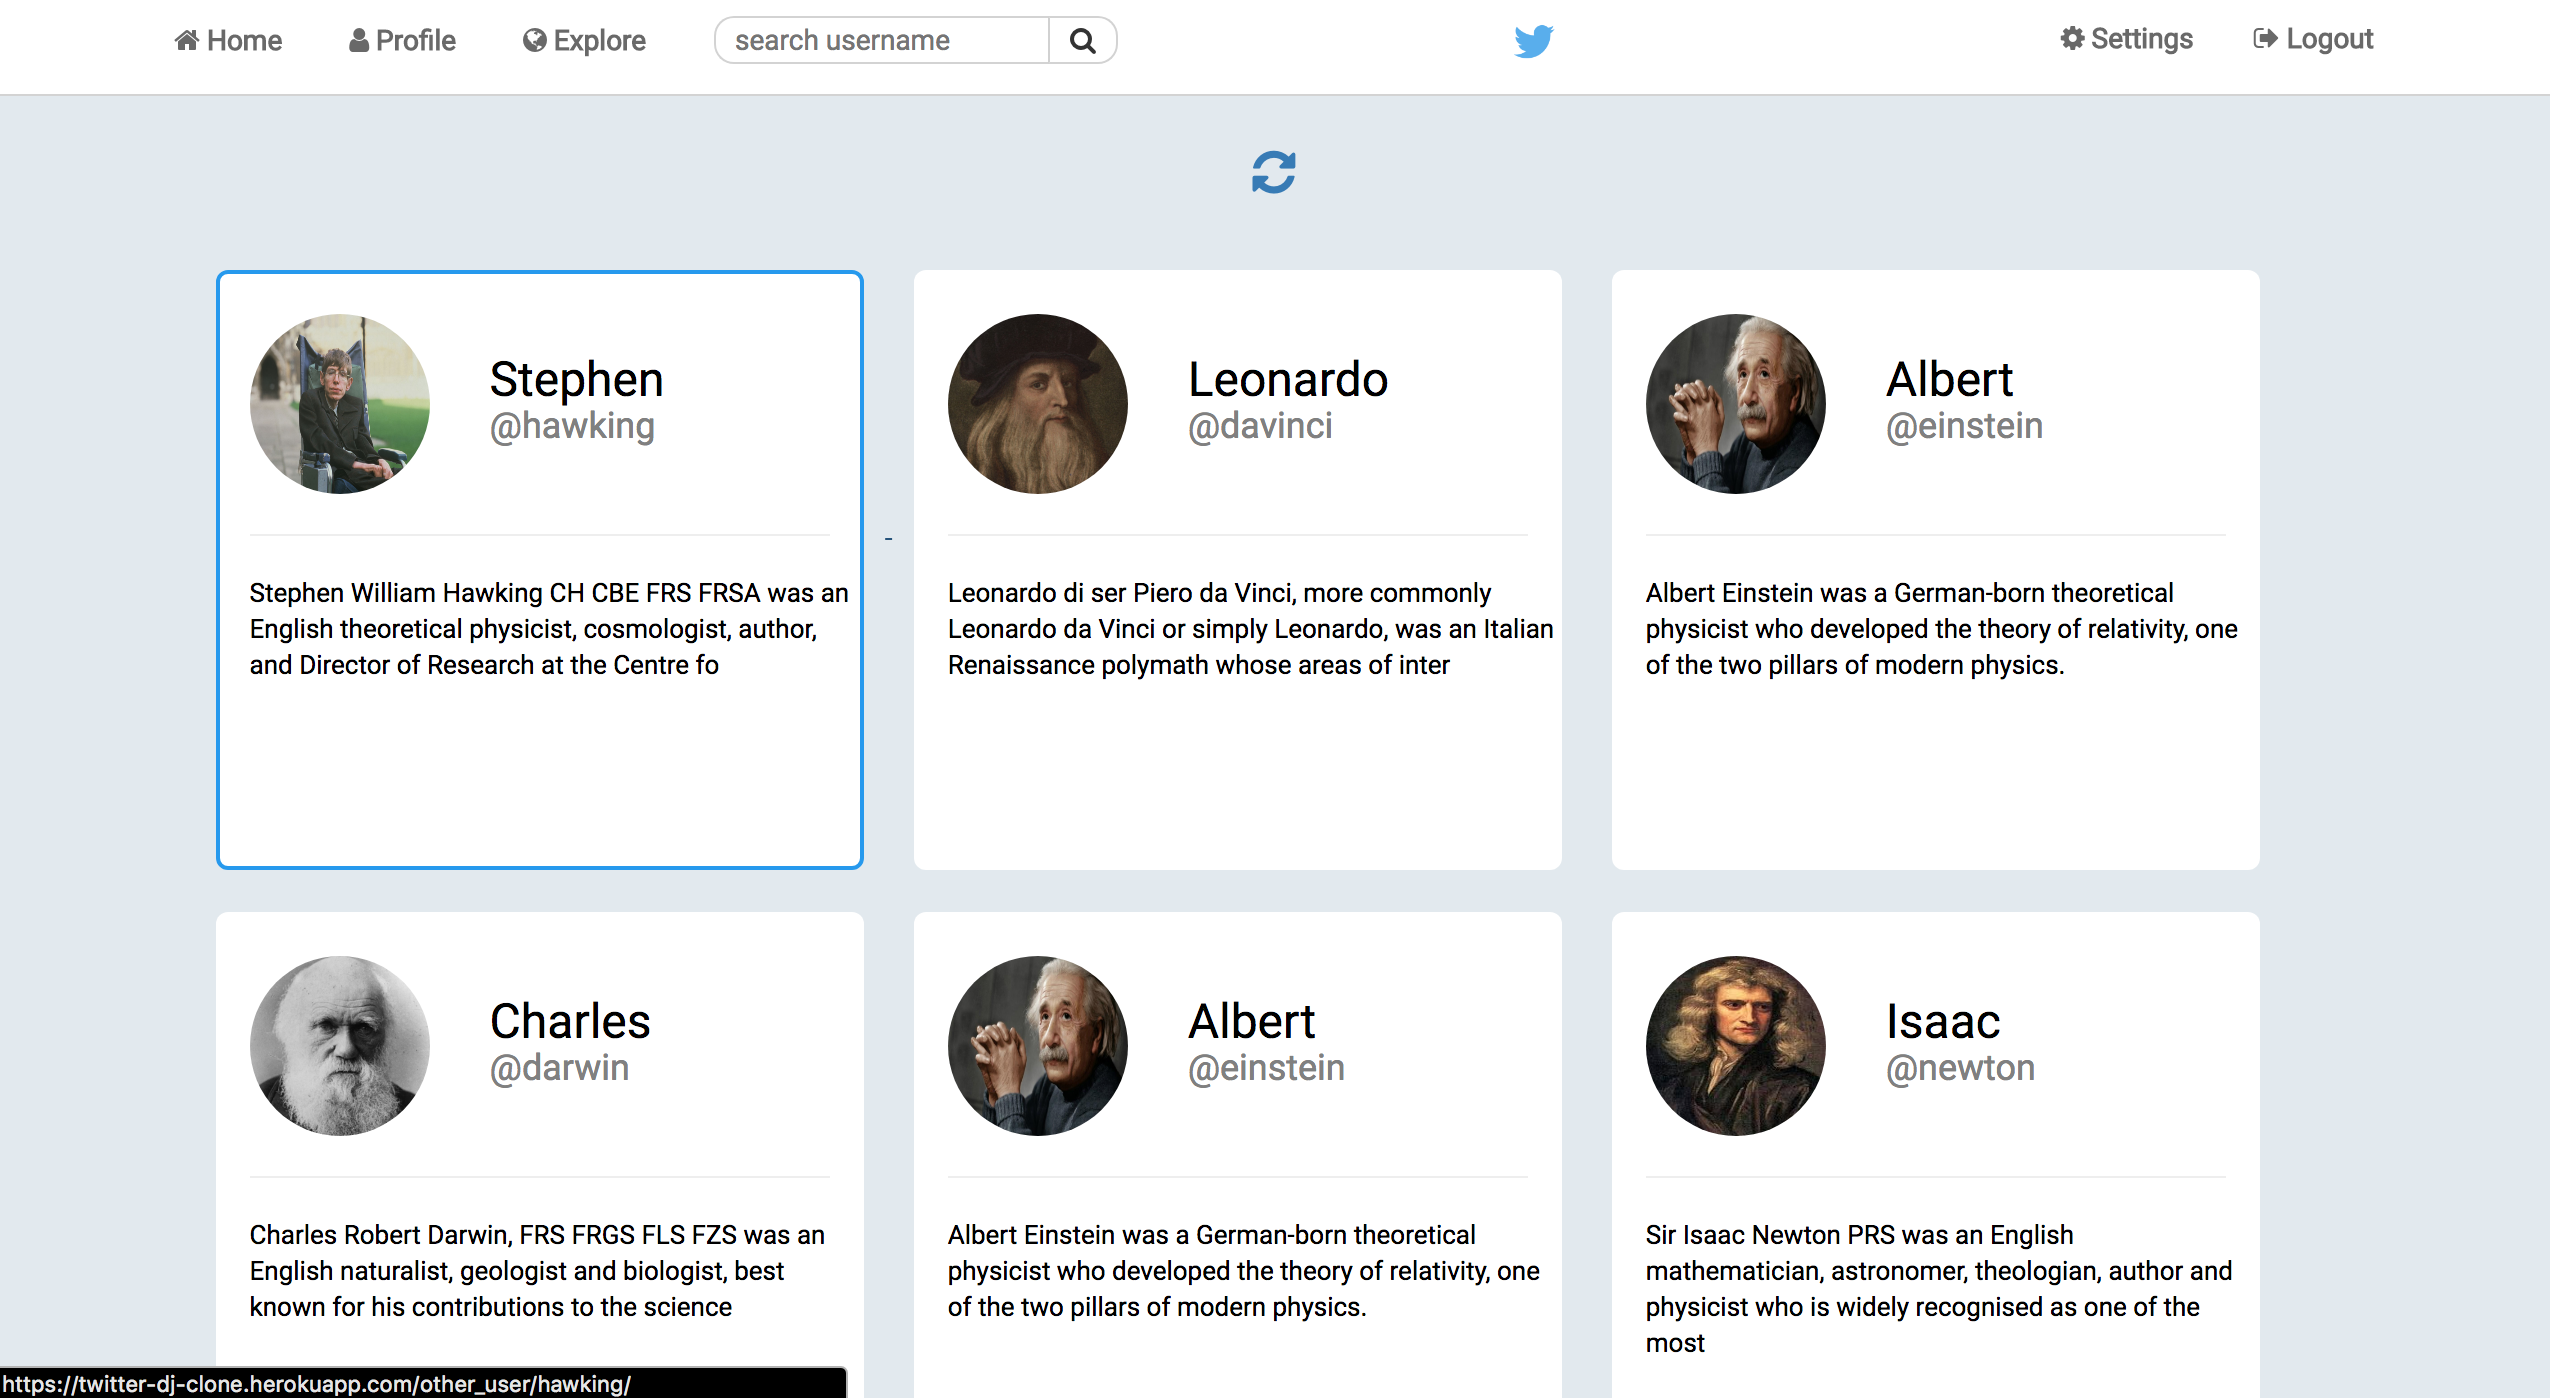 Home Profile Explore search username Settings Logout
Stephen
@hawking
Stephen William Hawking CH CBE FRS FRSA was an
English theoretical physicist, cosmologist, author,
and Director of Research at the Centre fo
-
Leonardo
@davinci
Leonardo di ser Piero da Vinci, more commonly
Leonardo da Vinci or simply Leonardo, was an Italian
Renaissance polymath whose areas of inter
Albert
@einstein
Albert Einstein was a German-born theoretical
physicist who developed the theory of relativity, one
of the two pillars of modern physics.
Charles
@darwin
Charles Robert Darwin, FRS FRGS FLS FZS was an
English naturalist, geologist and biologist, best
known for his contributions to the science
Albert
@einstein
Albert Einstein was a German-born theoretical
physicist who developed the theory of relativity, one
of the two pillars of modern physics.
Isaac
@newton
Sir Isaac Newton PRS was an English
mathematician, astronomer, theologian, author and
physicist who is widely recognised as one of the
most
https://twitter-dj-clone.herokuapp.com/other_user/hawking/